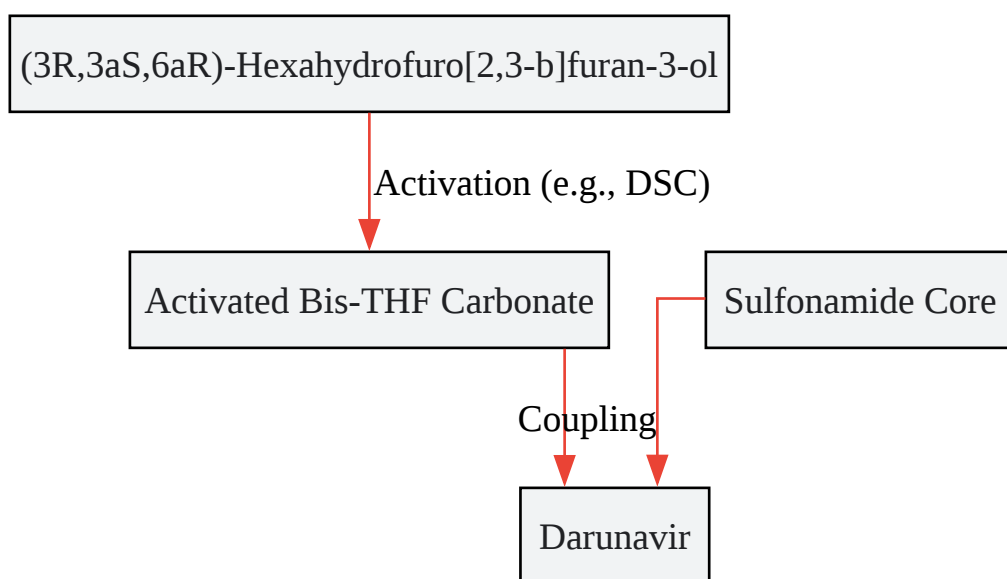 (3R,3aS,6aR)-Hexahydrofuro[2,3-b]furan-3-ol
Activation (e.g., DSC)
Activated Bis-THF Carbonate
Sulfonamide Core
Coupling
Darunavir